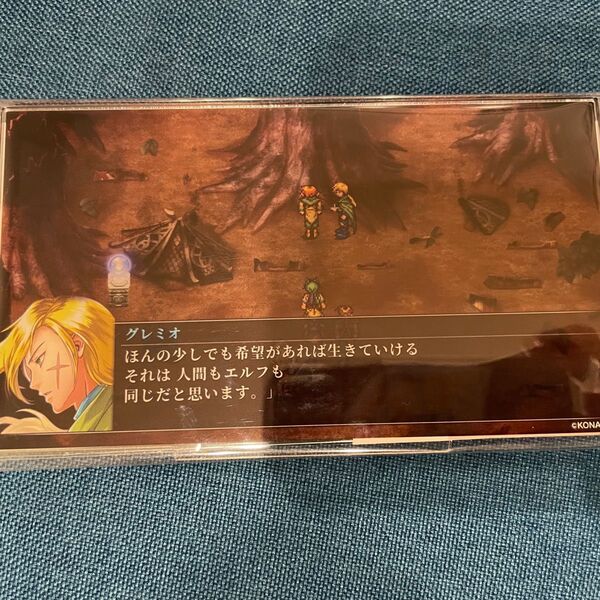 グレミオ
ほんの少しでも希望があれば生きていける
それは 人間もエルフも
同じだと思います。」
©KONA